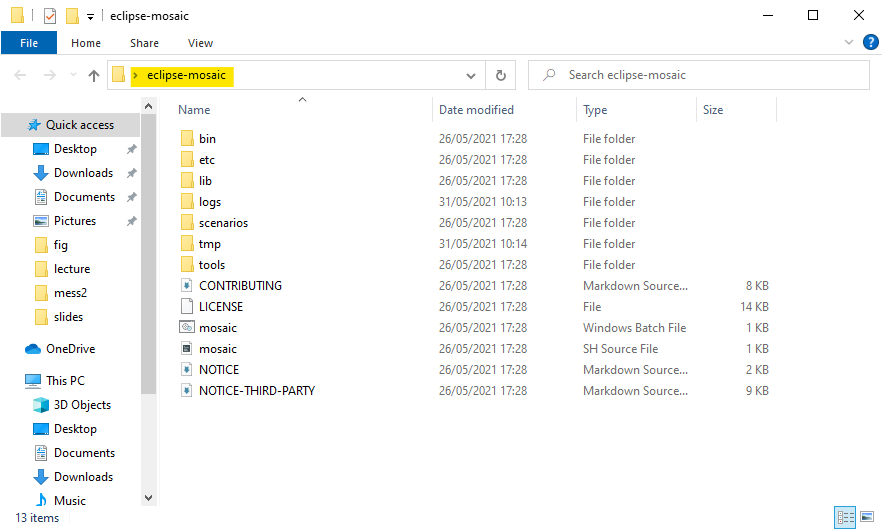 eclipse-mosaic
File Home Share View
eclipse-mosaic Search eclipse-mosaic
Quick access
Desktop
Downloads
Documents
Pictures
fig
lecture
mess2
slides
OneDrive
This PC
3D Objects
Desktop
Documents
Downloads
Music
Name Date modified Type Size
bin 26/05/2021 17:28 File folder
etc 26/05/2021 17:28 File folder
lib 26/05/2021 17:28 File folder
logs 31/05/2021 10:13 File folder
scenarios 26/05/2021 17:28 File folder
tmp 31/05/2021 10:14 File folder
tools 26/05/2021 17:28 File folder
CONTRIBUTING 26/05/2021 17:28 Markdown Source... 8 KB
LICENSE 26/05/2021 17:28 File 14 KB
mosaic 26/05/2021 17:28 Windows Batch File 1 KB
mosaic 26/05/2021 17:28 SH Source File 1 KB
NOTICE 26/05/2021 17:28 Markdown Source... 2 KB
NOTICE-THIRD-PARTY 26/05/2021 17:28 Markdown Source... 9 KB
13 items